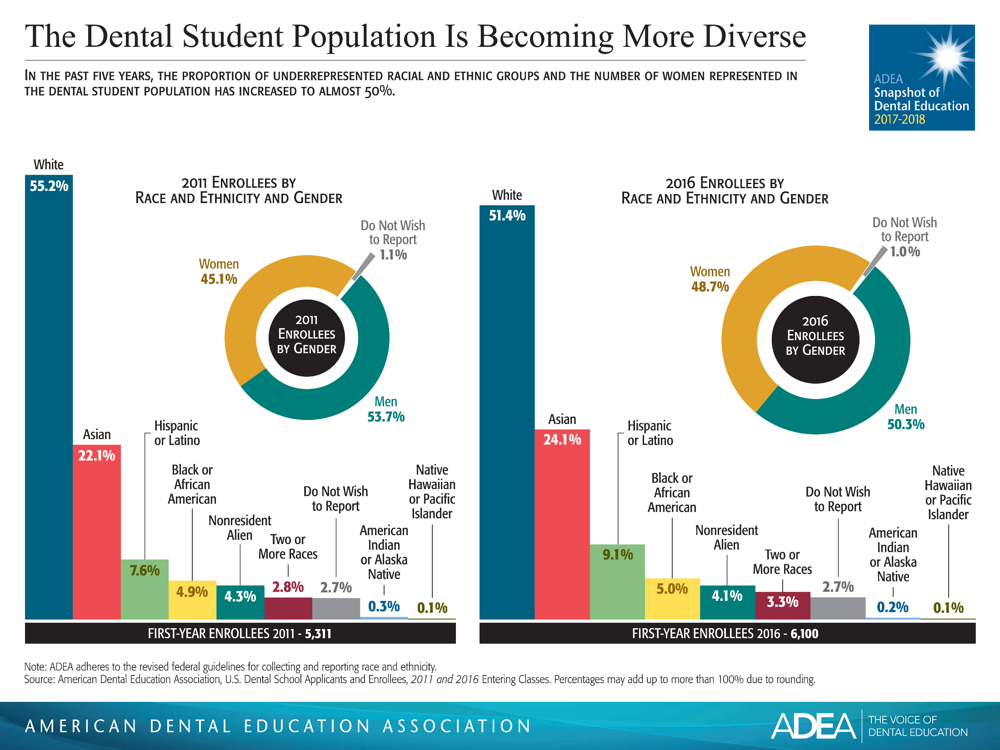 The Dental Student Population Is Becoming More Diverse
IN THE PAST FIVE YEARS, THE PROPORTION OF UNDERREPRESENTED RACIAL AND ETHNIC GROUPS AND THE NUMBER OF WOMEN REPRESENTED IN
THE DENTAL STUDENT POPULATION HAS INCREASED TO ALMOST 50%.
ADEA
Snapshot of
Dental Education
2017-2018
2011 ENROLLEES BY
RACE AND ETHNICITY AND GENDER
White
55.2%
Asian
22.1%
Hispanic
or Latino
7.6%
Black or
African
American
4.9%
Nonresident
Alien
4.3%
Two or
More Races
2.8%
Do Not Wish
to Report
2.7%
American
Indian
or Alaska
Native
0.3%
Native
Hawaiian
or Pacific
Islander
0.1%
Women
45.1%
Do Not Wish
to Report
1.1%
Men
53.7%
2011
ENROLLEES
BY GENDER
FIRST-YEAR ENROLLEES 2011 - 5,311
2016 ENROLLEES BY
RACE AND ETHNICITY AND GENDER
White
51.4%
Asian
24.1%
Hispanic
or Latino
9.1%
Black or
African
American
5.0%
Nonresident
Alien
4.1%
Two or
More Races
3.3%
Do Not Wish
to Report
2.7%
American
Indian
or Alaska
Native
0.2%
Native
Hawaiian
or Pacific
Islander
0.1%
Women
48.7%
Do Not Wish
to Report
1.0%
Men
50.3%
2016
ENROLLEES
BY GENDER
FIRST-YEAR ENROLLEES 2016 - 6,100
Note: ADEA adheres to the revised federal guidelines for collecting and reporting race and ethnicity.
Source: American Dental Education Association, U.S. Dental School Applicants and Enrollees, 2011 and 2016 Entering Classes. Percentages may add up to more than 100% due to rounding.
AMERICAN DENTAL EDUCATION ASSOCIATION
ADEA
THE VOICE OF
DENTAL EDUCATION